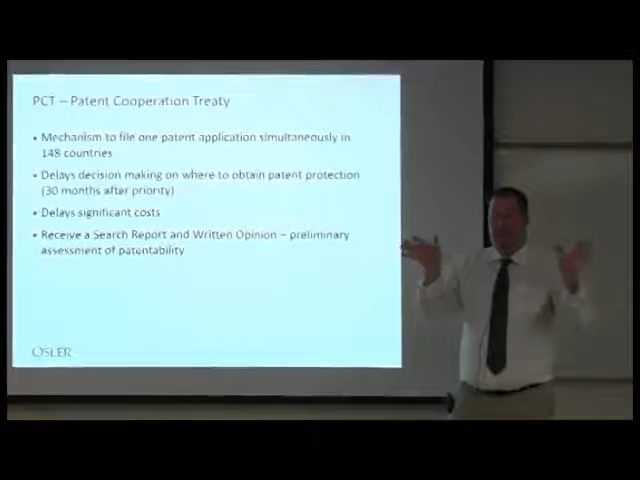 PCT – Patent Cooperation Treaty
• Mechanism to file one patent application simultaneously in
148 countries
• Delays decision making on where to obtain patent protection
(30 months after priority)
• Delays significant costs
• Receive a Search Report and Written Opinion – preliminary
assessment of patentability
OSLER